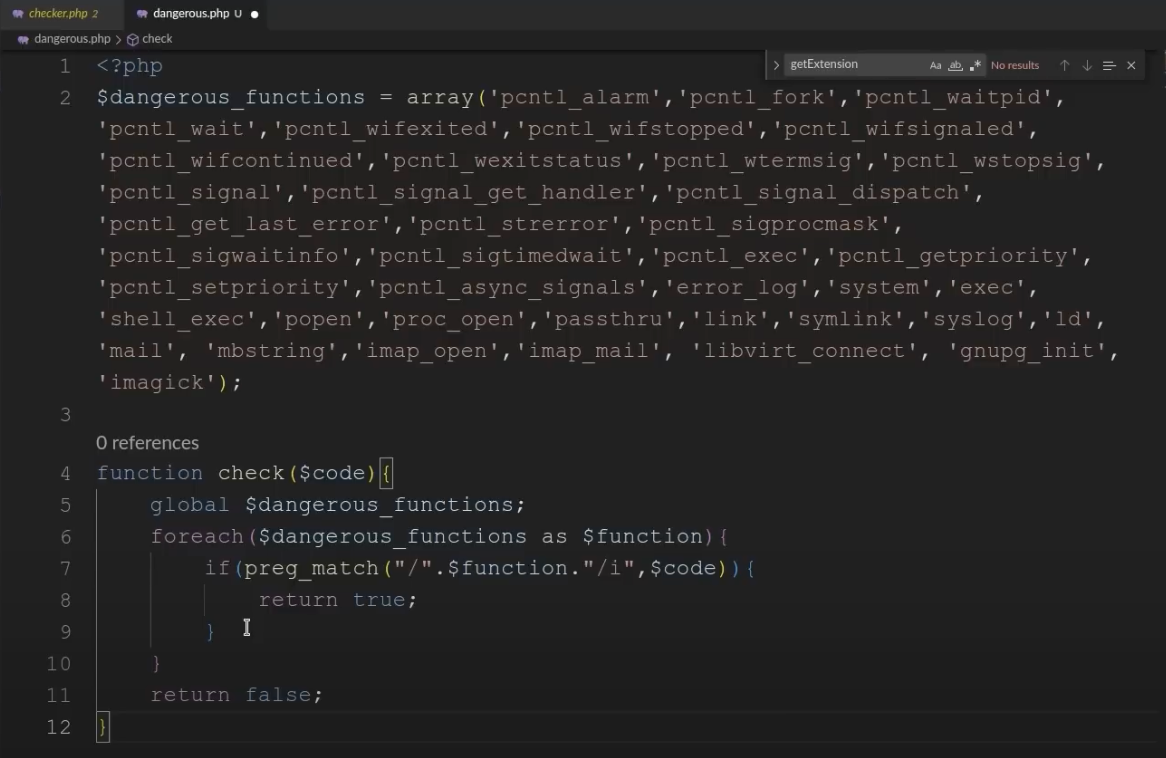 checker.php 2 dangerous.php U
dangerous.php > check
getExtension Aa ab .* No results
1 <?php
2 $dangerous_functions = array('pcntl_alarm','pcntl_fork','pcntl_waitpid',
'pcntl_wait','pcntl_wifexited','pcntl_wifstopped','pcntl_wifsignaled',
'pcntl_wifcontinued','pcntl_wexitstatus','pcntl_wtermsig','pcntl_wstopsig',
'pcntl_signal','pcntl_signal_get_handler','pcntl_signal_dispatch',
'pcntl_get_last_error','pcntl_strerror','pcntl_sigprocmask',
'pcntl_sigwaitinfo','pcntl_sigtimedwait','pcntl_exec','pcntl_getpriority',
'pcntl_setpriority','pcntl_async_signals','error_log','system','exec',
'shell_exec','popen','proc_open','passthru','link','symlink','syslog','ld',
'mail', 'mbstring','imap_open','imap_mail', 'libvirt_connect', 'gnupg_init',
'imagick');
3
0 references
4 function check($code){
5     global $dangerous_functions;
6     foreach($dangerous_functions as $function){
7         if(preg_match("/".$function."/i",$code)){
8             return true;
9         }
10     }
11     return false;
12 }